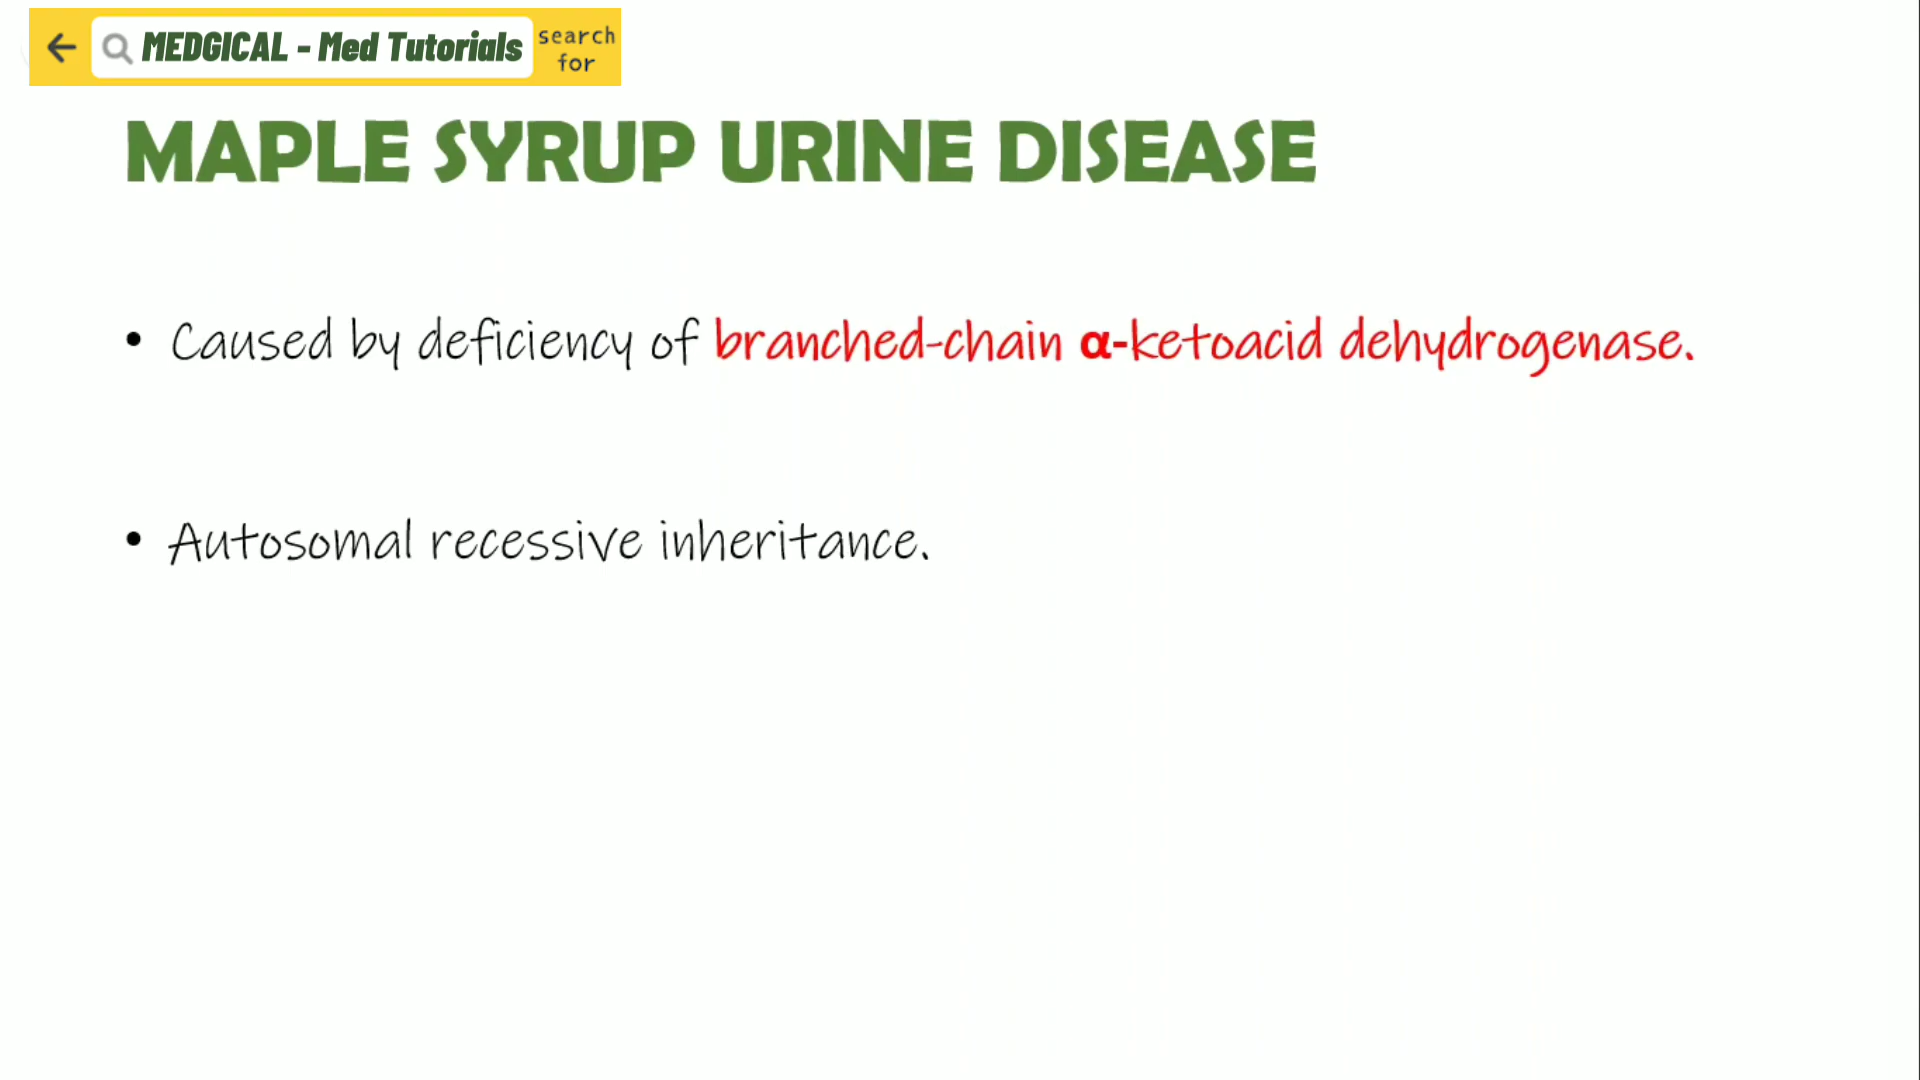 MEDGICAL - Med Tutorials
search
for
MAPLE SYRUP URINE DISEASE
• Caused by deficiency of branched-chain α-ketoacid dehydrogenase.
• Autosomal recessive inheritance.